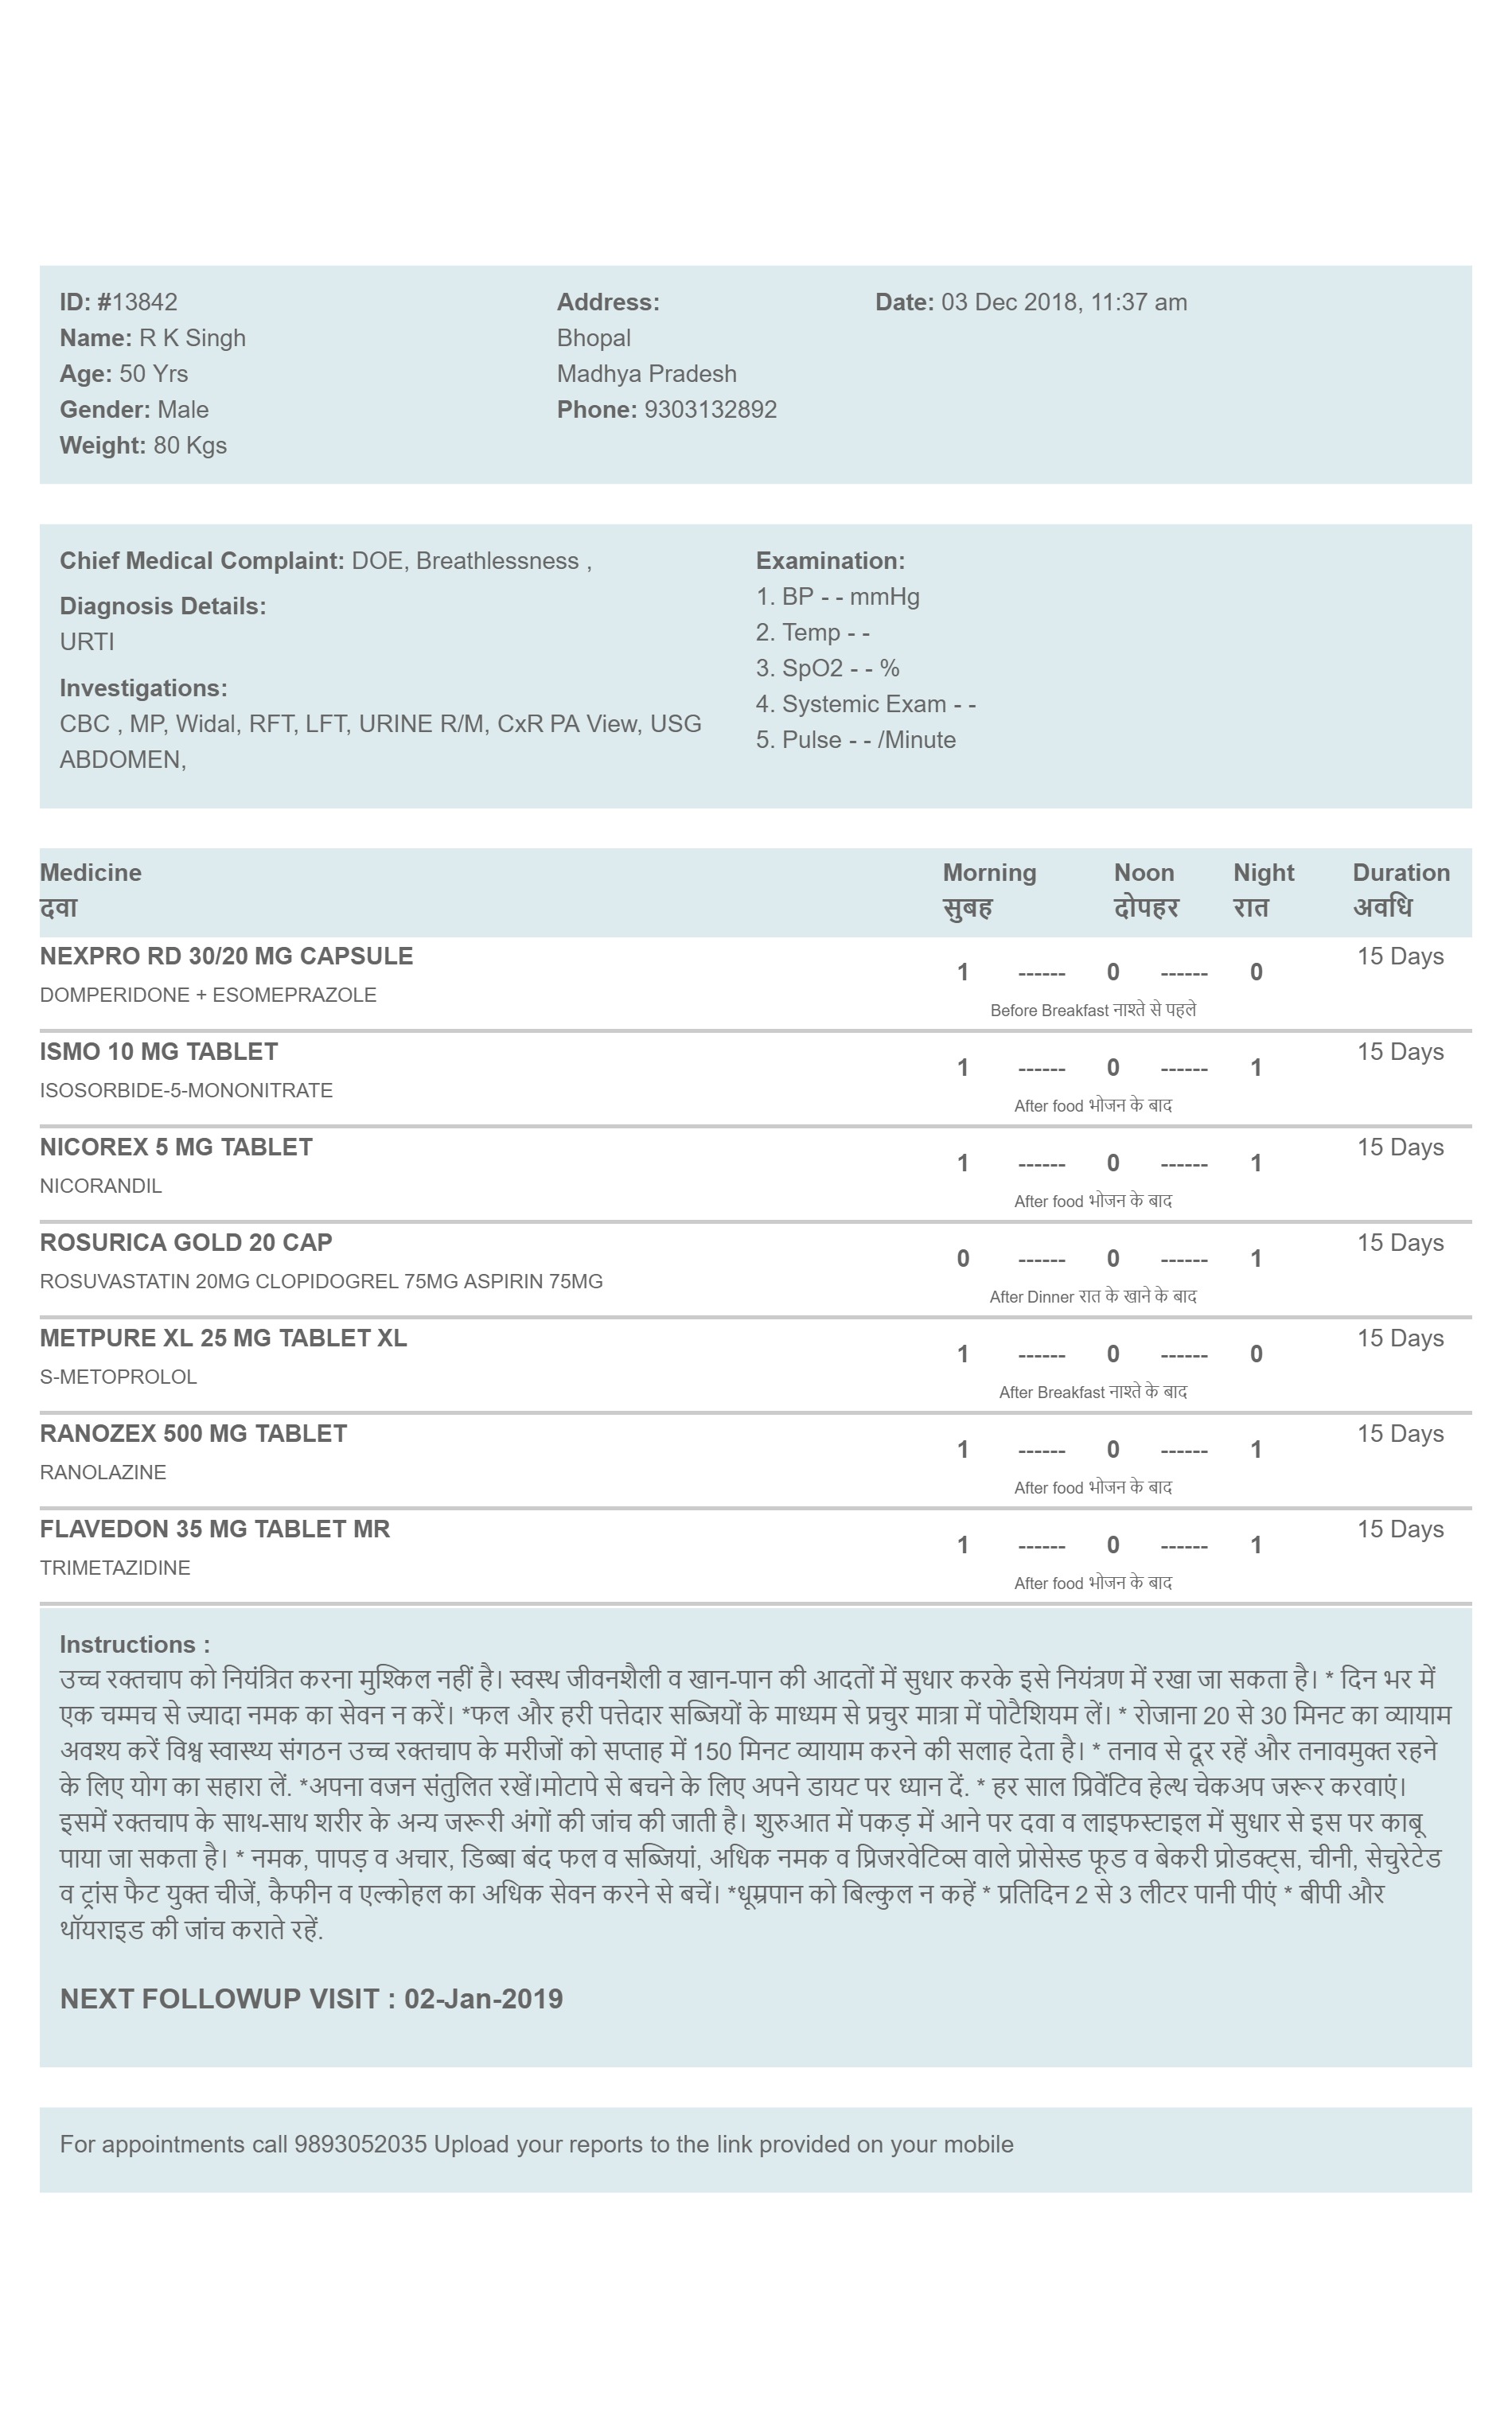 ID: #13842
Name: R K Singh
Age: 50 Yrs
Gender: Male
Weight: 80 Kgs
Address:
Bhopal
Madhya Pradesh
Phone: 9303132892
Date: 03 Dec 2018, 11:37 am
Chief Medical Complaint: DOE, Breathlessness ,
Diagnosis Details:
URTI
Investigations:
CBC , MP, Widal, RFT, LFT, URINE R/M, CxR PA View, USG
ABDOMEN,
Examination:
1. BP - - mmHg
2. Temp - -
3. SpO2 - - %
4. Systemic Exam - -
5. Pulse - - /Minute
Medicine Morning Noon Night Duration
दवा सुबह दोपहर रात अवधि
NEXPRO RD 30/20 MG CAPSULE 1 ------ 0 ------ 0 15 Days
DOMPERIDONE + ESOMEPRAZOLE Before Breakfast नाश्ते से पहले
ISMO 10 MG TABLET 1 ------ 0 ------ 1 15 Days
ISOSORBIDE-5-MONONITRATE After food भोजन के बाद
NICOREX 5 MG TABLET 1 ------ 0 ------ 1 15 Days
NICORANDIL After food भोजन के बाद
ROSURICA GOLD 20 CAP 0 ------ 0 ------ 1 15 Days
ROSUVASTATIN 20MG CLOPIDOGREL 75MG ASPIRIN 75MG After Dinner रात के खाने के बाद
METPURE XL 25 MG TABLET XL 1 ------ 0 ------ 0 15 Days
S-METOPROLOL After Breakfast नाश्ते के बाद
RANOZEX 500 MG TABLET 1 ------ 0 ------ 1 15 Days
RANOLAZINE After food भोजन के बाद
FLAVEDON 35 MG TABLET MR 1 ------ 0 ------ 1 15 Days
TRIMETAZIDINE After food भोजन के बाद
Instructions :
उच्च रक्तचाप को नियंत्रित करना मुश्किल नहीं है। स्वस्थ जीवनशैली व खान-पान की आदतों में सुधार करके इसे नियंत्रण में रखा जा सकता है। * दिन भर में
एक चम्मच से ज्यादा नमक का सेवन न करें। *फल और हरी पत्तेदार सब्जियों के माध्यम से प्रचुर मात्रा में पोटैशियम लें। * रोजाना 20 से 30 मिनट का व्यायाम
अवश्य करें विश्व स्वास्थ्य संगठन उच्च रक्तचाप के मरीजों को सप्ताह में 150 मिनट व्यायाम करने की सलाह देता है। * तनाव से दूर रहें और तनावमुक्त रहने
के लिए योग का सहारा लें. *अपना वजन संतुलित रखें।मोटापे से बचने के लिए अपने डायट पर ध्यान दें. * हर साल प्रिवेंटिव हेल्थ चेकअप जरूर करवाएं।
इसमें रक्तचाप के साथ-साथ शरीर के अन्य जरूरी अंगों की जांच की जाती है। शुरुआत में पकड़ में आने पर दवा व लाइफस्टाइल में सुधार से इस पर काबू
पाया जा सकता है। * नमक, पापड़ व अचार, डिब्बा बंद फल व सब्जियां, अधिक नमक व प्रिजरवेटिव्स वाले प्रोसेस्ड फूड व बेकरी प्रोडक्ट्स, चीनी, सेचुरेटेड
व ट्रांस फैट युक्त चीजें, कैफीन व एल्कोहल का अधिक सेवन करने से बचें। *धूम्रपान को बिल्कुल न कहें * प्रतिदिन 2 से 3 लीटर पानी पीएं * बीपी और
थॉयराइड की जांच कराते रहें.
NEXT FOLLOWUP VISIT : 02-Jan-2019
For appointments call 9893052035 Upload your reports to the link provided on your mobile